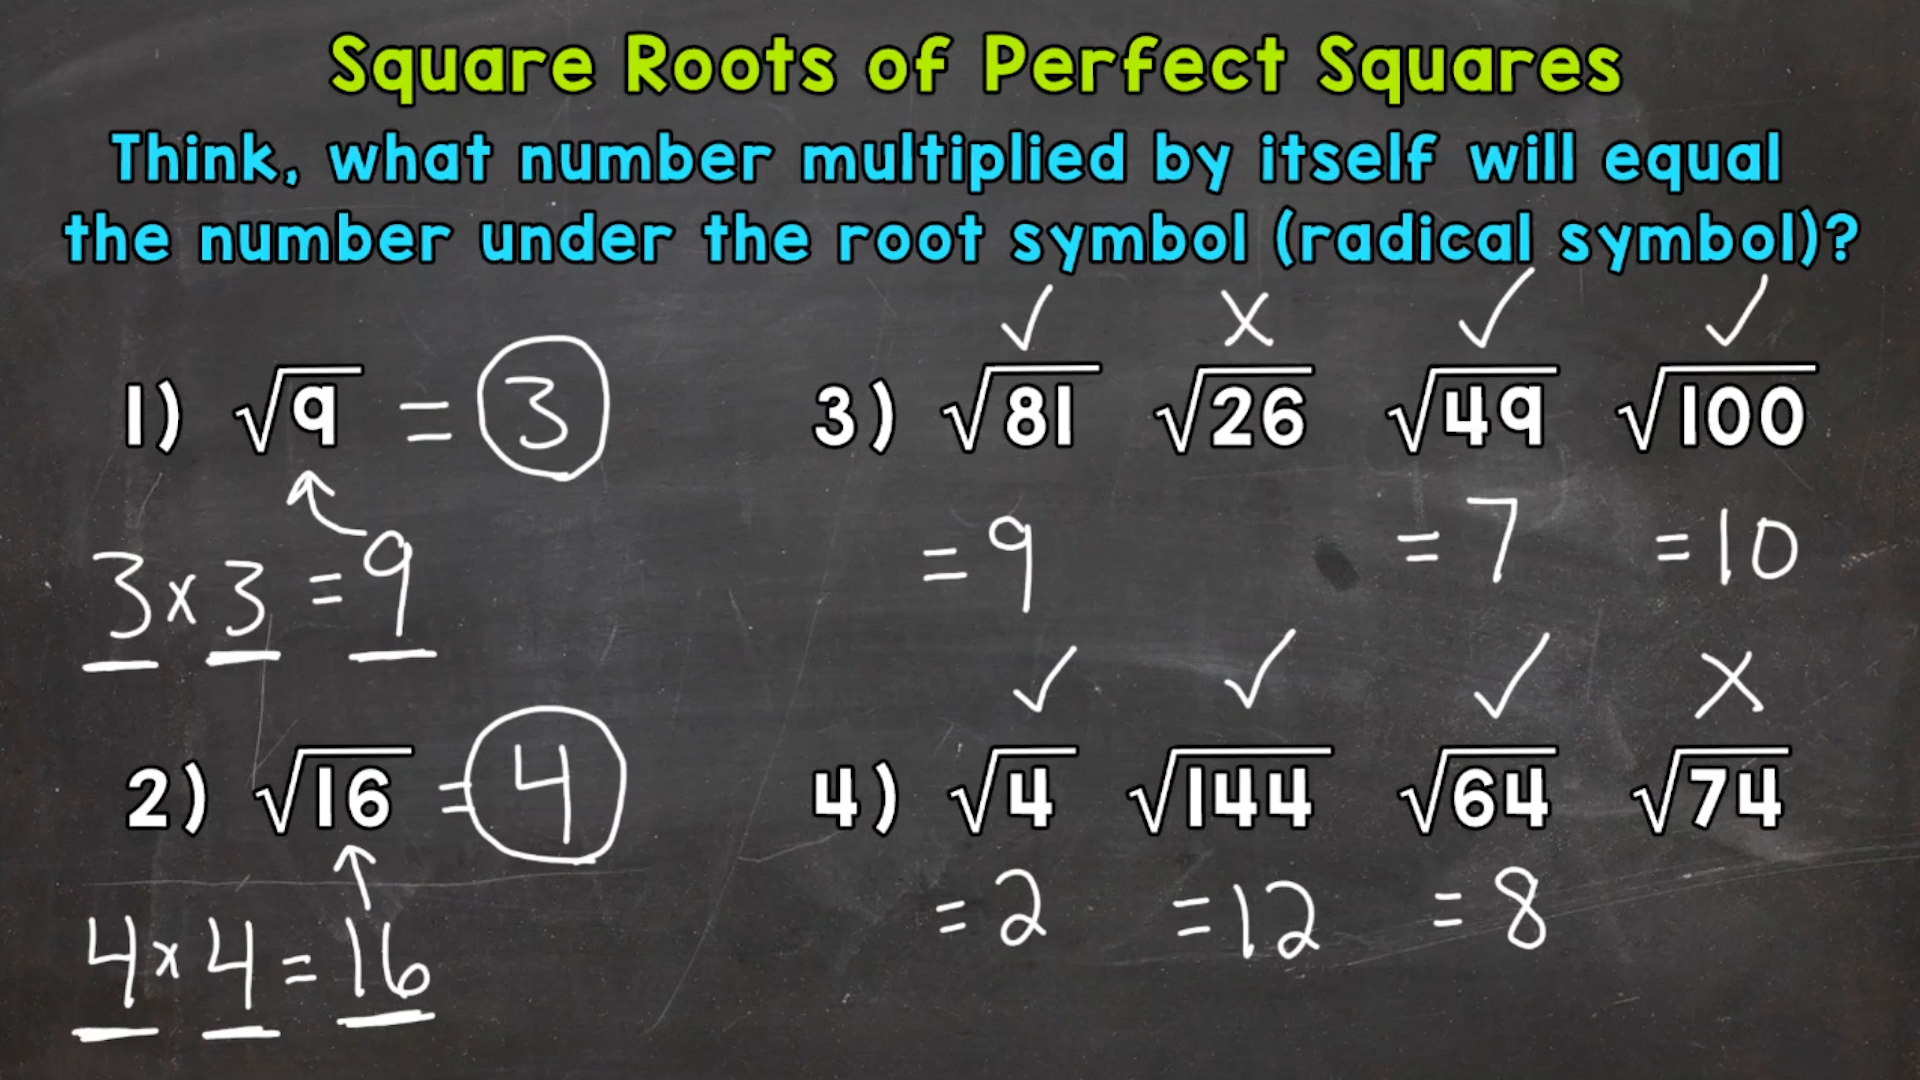 Square Roots of Perfect Squares
Think, what number multiplied by itself will equal
the number under the root symbol (radical symbol)?
1) √9 = 3
3 x 3 = 9
2) √16 = 4
4 x 4 = 16
✓ x ✓ ✓
3) √81 √26 √49 √100
= 9 = 7 = 10
✓ ✓ ✓ x
4) √4 √144 √64 √74
= 2 = 12 = 8